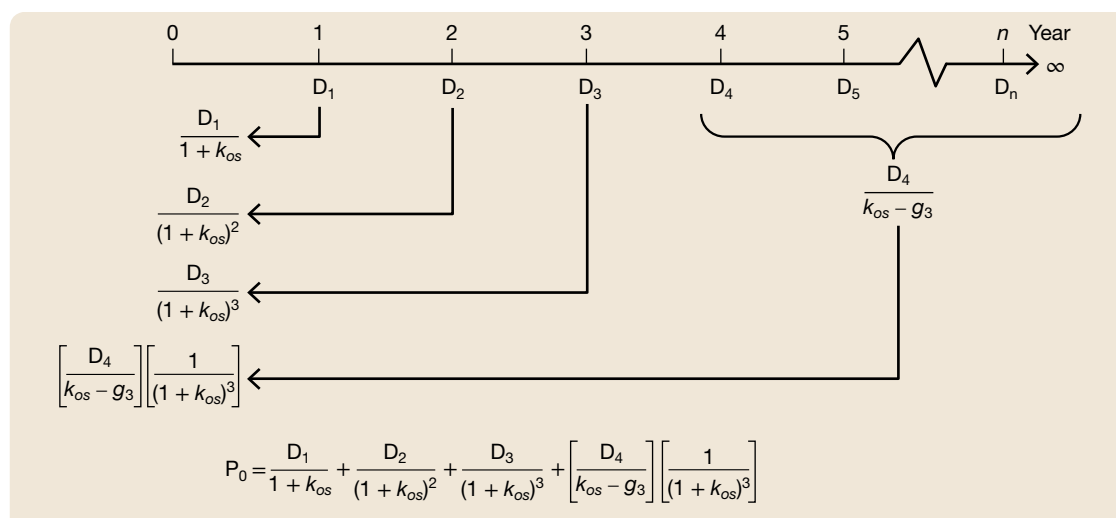 0 1 2 3 4 5 n Year
∞
D₁ D₂ D₃ D₄ D₅ Dₙ
D₁
1 + kₒₛ
D₄
kₒₛ – g₃
D₂
(1 + kₒₛ)²
D₃
(1 + kₒₛ)³
[D₄ / kₒₛ – g₃] [1 / (1 + kₒₛ)³]
P₀ = D₁ / 1 + kₒₛ + D₂ / (1 + kₒₛ)² + D₃ / (1 + kₒₛ)³ + [D₄ / kₒₛ – g₃] [1 / (1 + kₒₛ)³]